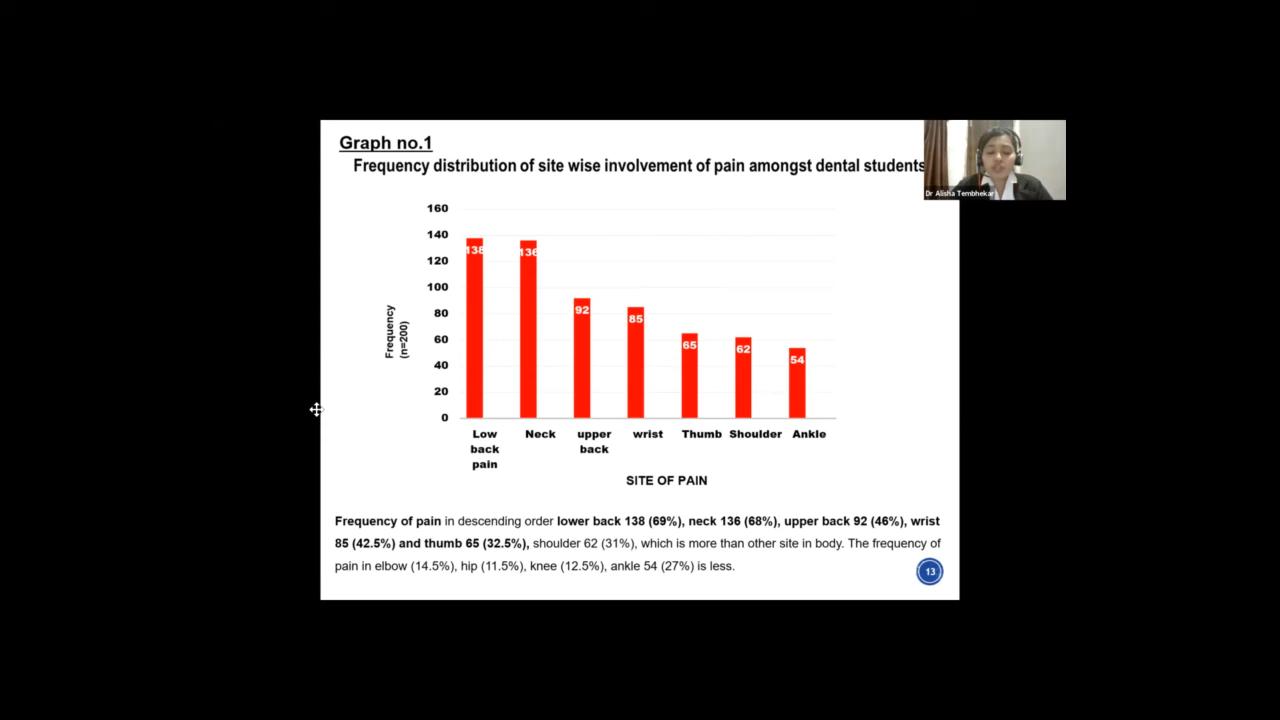 Graph no.1
Frequency distribution of site wise involvement of pain amongst dental students
Dr Alisha Tembhekar
160
140
120
100
80
60
40
20
0
138
136
92
85
65
62
54
Frequency
(n=200)
Low back pain
Neck
upper back
wrist
Thumb
Shoulder
Ankle
SITE OF PAIN
Frequency of pain in descending order lower back 138 (69%), neck 136 (68%), upper back 92 (46%), wrist
85 (42.5%) and thumb 65 (32.5%), shoulder 62 (31%), which is more than other site in body. The frequency of
pain in elbow (14.5%), hip (11.5%), knee (12.5%), ankle 54 (27%) is less.
13